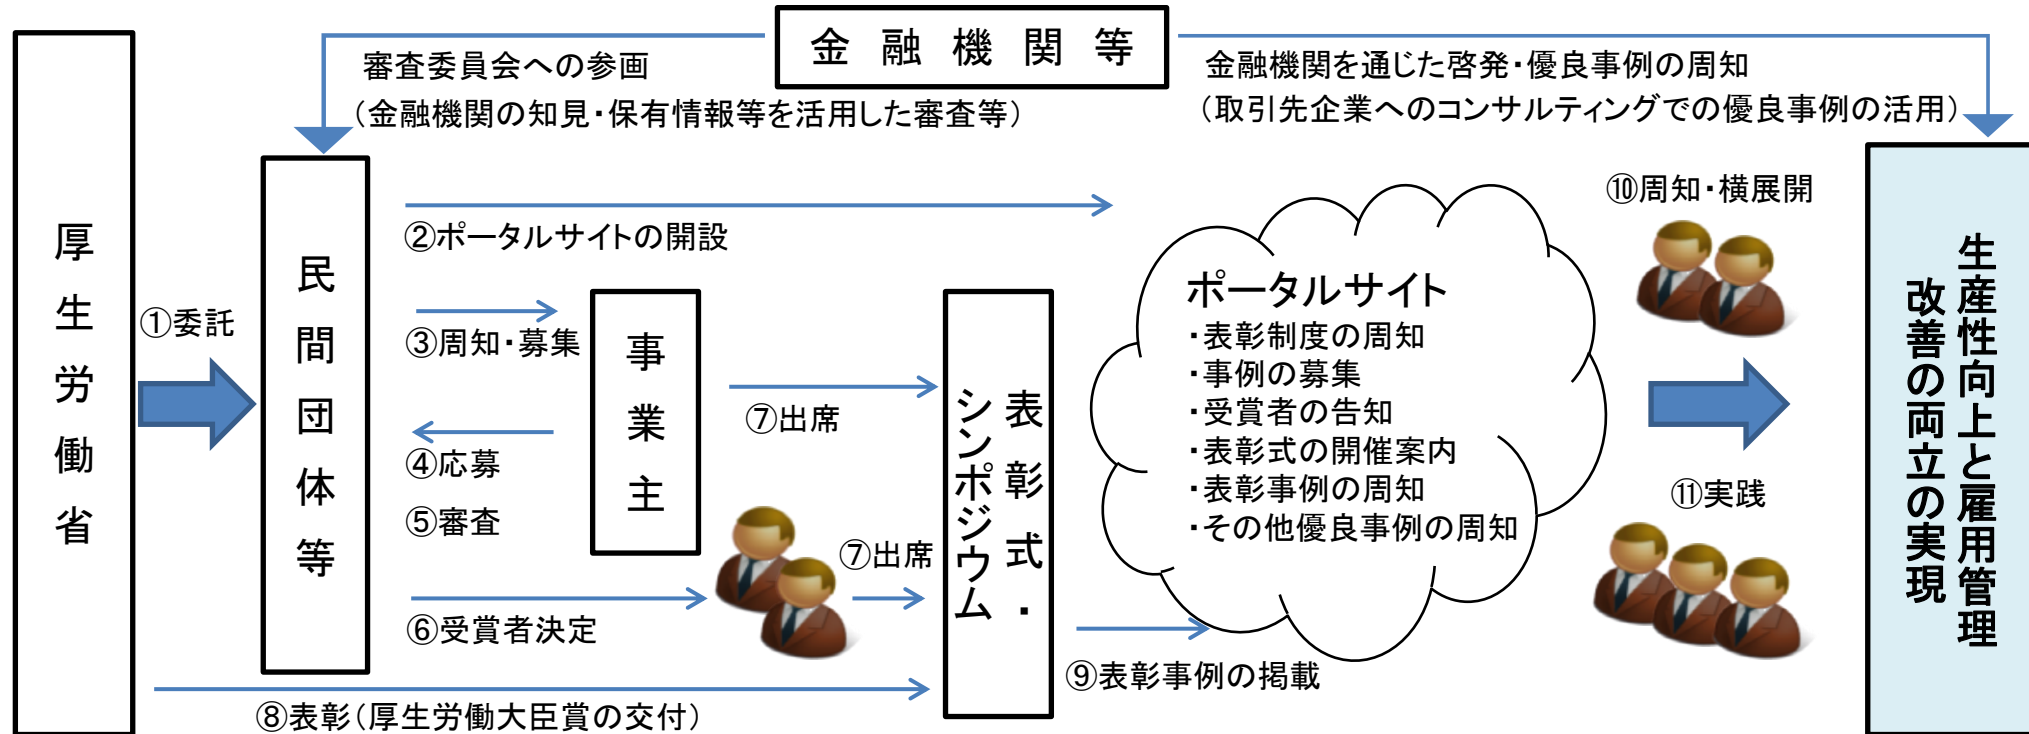 金融機関等
審査委員会への参画
（金融機関の知見・保有情報等を活用した審査等）
金融機関を通じた啓発・優良事例の周知
（取引先企業へのコンサルティングでの優良事例の活用）
厚生労働省
①委託
民間団体等
②ポータルサイトの開設
③周知・募集
④応募
⑤審査
⑥受賞者決定
事業主
⑦出席
⑦出席
⑧表彰（厚生労働大臣賞の交付）
表彰式・
シンポジウム
⑨表彰事例の掲載
ポータルサイト
・表彰制度の周知
・事例の募集
・受賞者の告知
・表彰式の開催案内
・表彰事例の周知
・その他優良事例の周知
⑩周知・横展開
⑪実践
生産性向上と雇用管理
改善の両立の実現